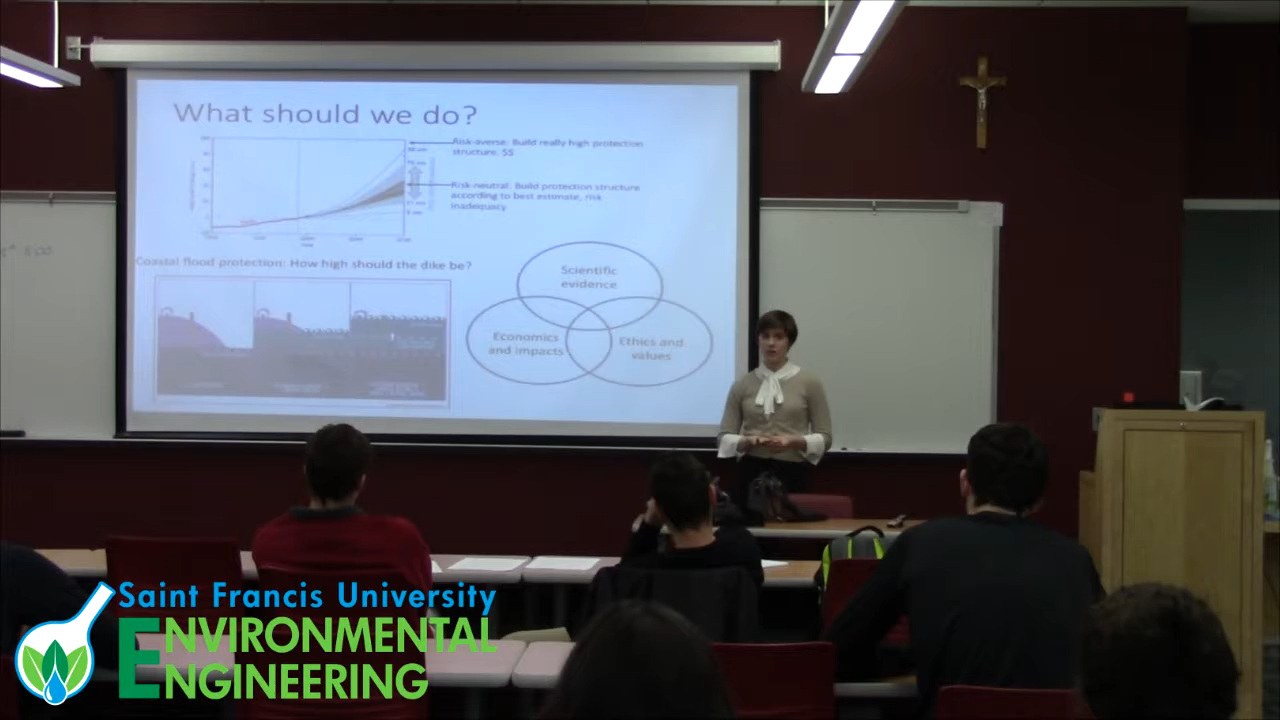 What should we do?
Risk-averse: Build really high protection
structure, $$
Risk-neutral: Build protection structure
according to best estimate, risk
inadequacy
Coastal flood protection: How high should the dike be?
Scientific
evidence
Economics
and impacts
Ethics and
values
Saint Francis University
ENVIRONMENTAL
ENGINEERING